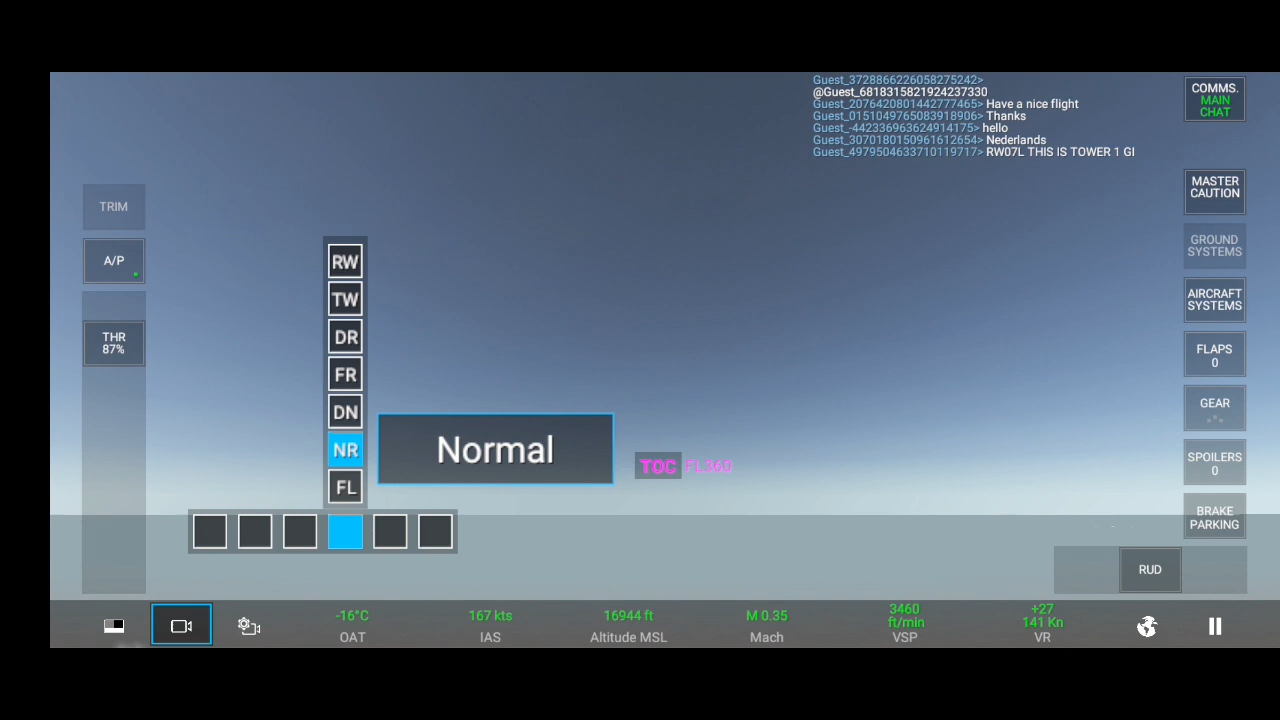 Guest_3728866226058275242>
@Guest_6818315821924237330
Guest_2076420801442777465> Have a nice flight
Guest_0151049765083918906> Thanks
Guest_-442336963624914175> hello
Guest_3070180150961612654> Nederlands
Guest_4979504633710119717> RW07L THIS IS TOWER 1 GI
COMMS.
MAIN
CHAT
MASTER
CAUTION
TRIM
GROUND
SYSTEMS
A/P
RW
TW
AIRCRAFT
SYSTEMS
THR
87%
DR
FLAPS
0
FR
DN
GEAR
NR
Normal
TOC FL360
SPOILERS
0
FL
BRAKE
PARKING
RUD
-16°C
OAT
167 kts
IAS
16944 ft
Altitude MSL
M 0.35
Mach
3460
ft/min
VSP
+27
141 Kn
VR